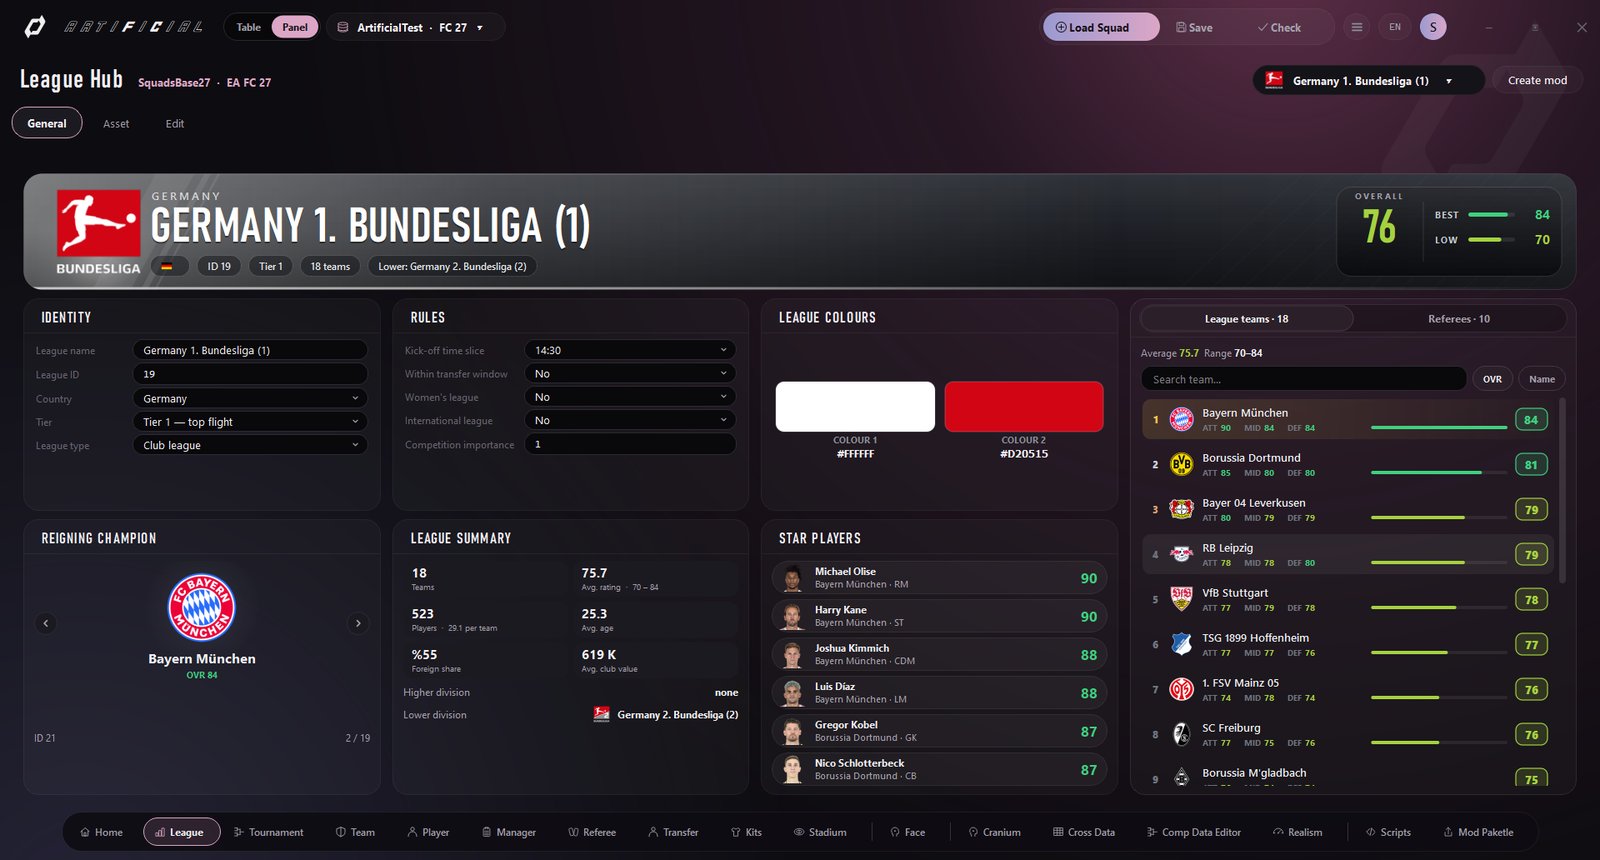 ARTIFICIAL
Table
Panel
ArtificialTest · FC 27
Load Squad
Save
Check
EN
S
League Hub
SquadsBase27 · EA FC 27
Germany 1. Bundesliga (1)
Create mod
General
Asset
Edit
BUNDESLIGA
GERMANY
GERMANY 1. BUNDESLIGA (1)
ID 19
Tier 1
18 teams
Lower: Germany 2. Bundesliga (2)
OVERALL
76
BEST 84
LOW 70
IDENTITY
League name Germany 1. Bundesliga (1)
League ID 19
Country Germany
Tier Tier 1 — top flight
League type Club league
RULES
Kick-off time slice 14:30
Within transfer window No
Women's league No
International league No
Competition importance 1
LEAGUE COLOURS
COLOUR 1
#FFFFFF
COLOUR 2
#D20515
REIGNING CHAMPION
FC BAYERN MÜNCHEN
Bayern München
OVR 84
ID 21
2 / 19
LEAGUE SUMMARY
18
Teams
75.7
Avg. rating · 70 – 84
523
Players · 29.1 per team
25.3
Avg. age
%55
Foreign share
619 K
Avg. club value
Higher division none
Lower division Germany 2. Bundesliga (2)
STAR PLAYERS
Michael Olise
Bayern München · RM
90
Harry Kane
Bayern München · ST
90
Joshua Kimmich
Bayern München · CDM
88
Luis Díaz
Bayern München · LM
88
Gregor Kobel
Borussia Dortmund · GK
87
Nico Schlotterbeck
Borussia Dortmund · CB
87
League teams · 18
Referees · 10
Average 75.7 Range 70–84
Search team...
OVR
Name
1 Bayern München
ATT 90 MID 84 DEF 84
84
2 Borussia Dortmund
ATT 85 MID 80 DEF 80
81
3 Bayer 04 Leverkusen
ATT 80 MID 79 DEF 79
79
4 RB Leipzig
ATT 78 MID 78 DEF 80
79
5 VfB Stuttgart
ATT 77 MID 79 DEF 78
78
6 TSG 1899 Hoffenheim
ATT 77 MID 77 DEF 76
77
7 1. FSV Mainz 05
ATT 74 MID 78 DEF 74
76
8 SC Freiburg
ATT 77 MID 75 DEF 76
76
9 Borussia M'gladbach
75
Home
League
Tournament
Team
Player
Manager
Referee
Transfer
Kits
Stadium
Face
Cranium
Cross Data
Comp Data Editor
Realism
Scripts
Mod Paketle